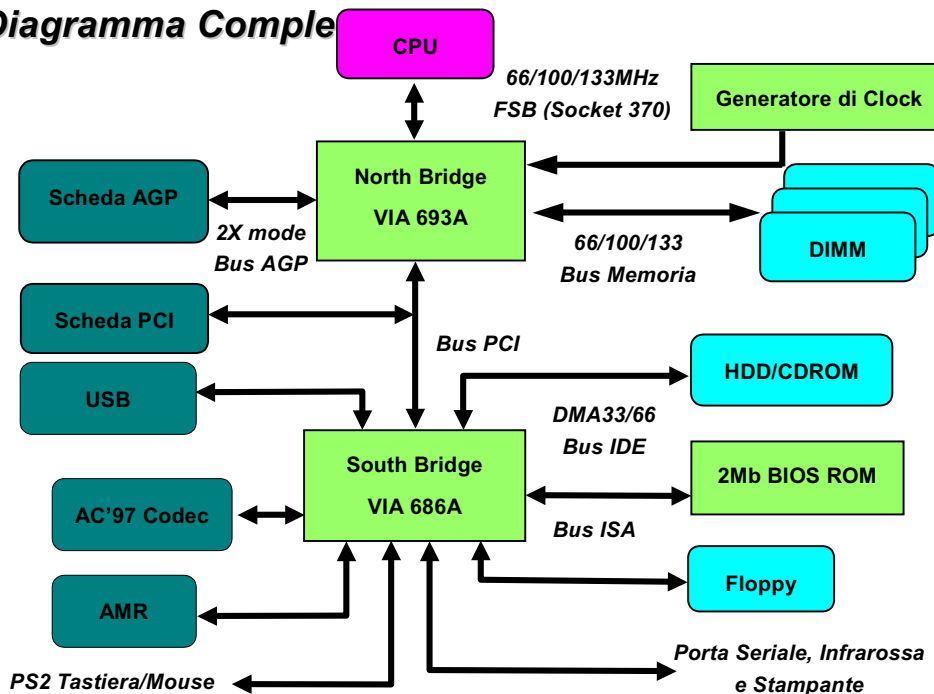 Diagramma Comple
CPU
66/100/133MHz
FSB (Socket 370)
Generatore di Clock
North Bridge
VIA 693A
Scheda AGP
2X mode
Bus AGP
66/100/133
Bus Memoria
DIMM
Scheda PCI
Bus PCI
HDD/CDROM
USB
DMA33/66
Bus IDE
South Bridge
VIA 686A
2Mb BIOS ROM
AC'97 Codec
Bus ISA
Floppy
AMR
PS2 Tastiera/Mouse
Porta Seriale, Infrarossa
e Stampante